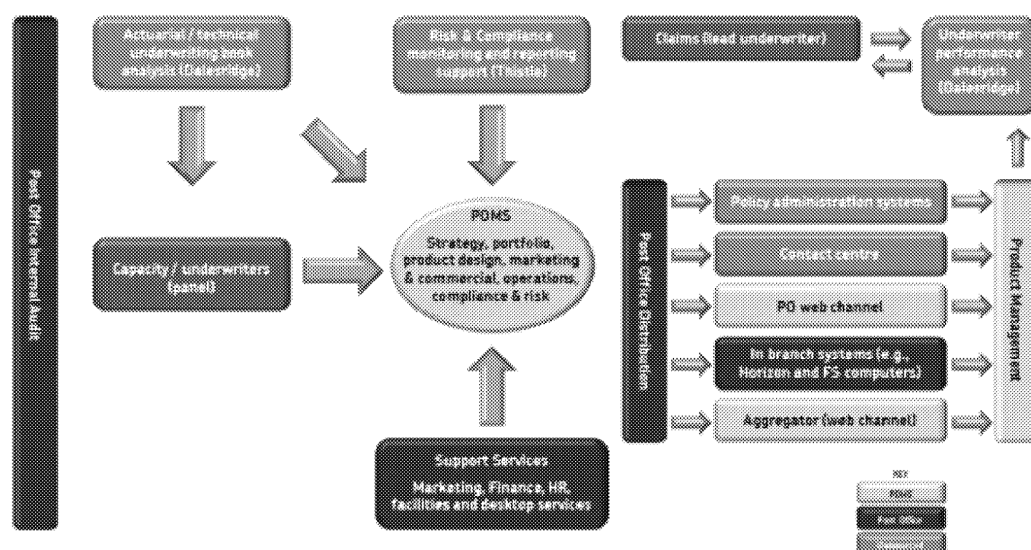 Post Office Internal Audit
Actuarial / technical
underwriting book
analysis (Dalesridge)
Risk & Compliance
monitoring and reporting
support (Thistle)
Claims (lead underwriter)
Underwriter
performance
analysis
(Dalesridge)
Capacity / underwriters
(panel)
POMS
Strategy, portfolio,
product design, marketing
& commercial, operations,
compliance & risk
Support Services
Marketing, Finance, HR,
facilities and desktop services
Post Office Distribution
Policy administration systems
Contact centre
PO web channel
In branch systems (e.g.,
Horizon and FS computers)
Aggregator (web channel)
Product Management
KEY
POMS
Post Office